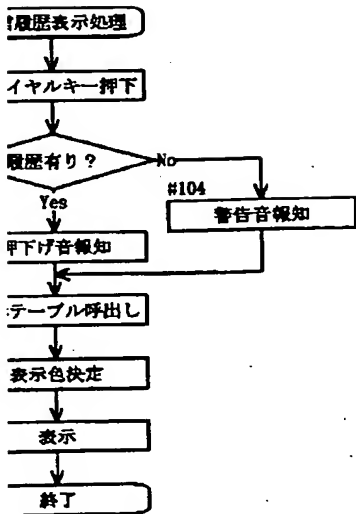 履歴表示処理
イヤルキー押下
履歴有り？
No
#104
Yes
警告音報知
押下げ音報知
テーブル呼出し
表示色決定
表示
終了